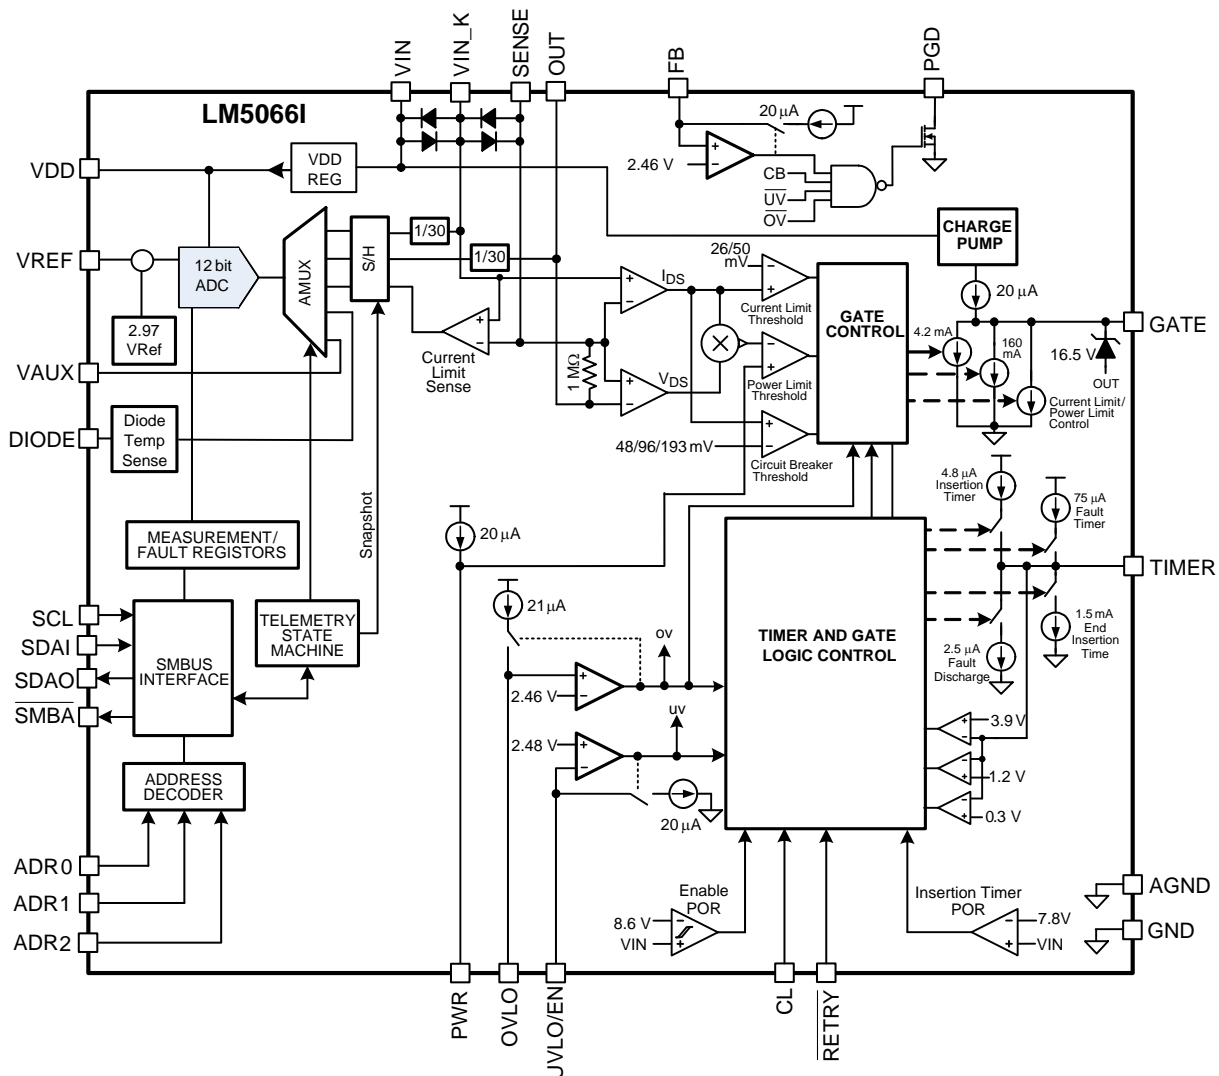 VIN
VIN_K
SENSE
OUT
FB
PGD
LM5066I
20 µA
2.46 V
CB
UV
OV
VDD
VDD
REG
CHARGE
PUMP
20 µA
VREF
12 bit
ADC
AMUX
S/H
1/30
1/30
2.97
VRef
VAUX
DIODE
Diode
Temp
Sense
Current
Limit
Sense
1 MΩ
IDS
VDS
26/50
mV
Current Limit
Threshold
Power Limit
Threshold
48/96/193 mV
Circuit Breaker
Threshold
GATE
CONTROL
4.2 mA
160
mA
16.5 V
OUT
GATE
Current Limit/
Power Limit
Control
MEASUREMENT/
FAULT REGISTORS
Snapshot
20 µA
4.8 µA
Insertion
Timer
75 µA
Fault
Timer
TIMER
SCL
SDAI
SDAO
SMBA
SMBUS
INTERFACE
TELEMETRY
STATE
MACHINE
21 µA
ov
2.46 V
uv
2.48 V
20 µA
TIMER AND GATE
LOGIC CONTROL
2.5 µA
Fault
Discharge
1.5 mA
End
Insertion
Time
3.9 V
1.2 V
0.3 V
ADDRESS
DECODER
ADR0
ADR1
ADR2
Enable
POR
8.6 V
VIN
Insertion Timer
POR
7.8V
VIN
AGND
GND
PWR
OVLO
UVLO/EN
CL
RETRY